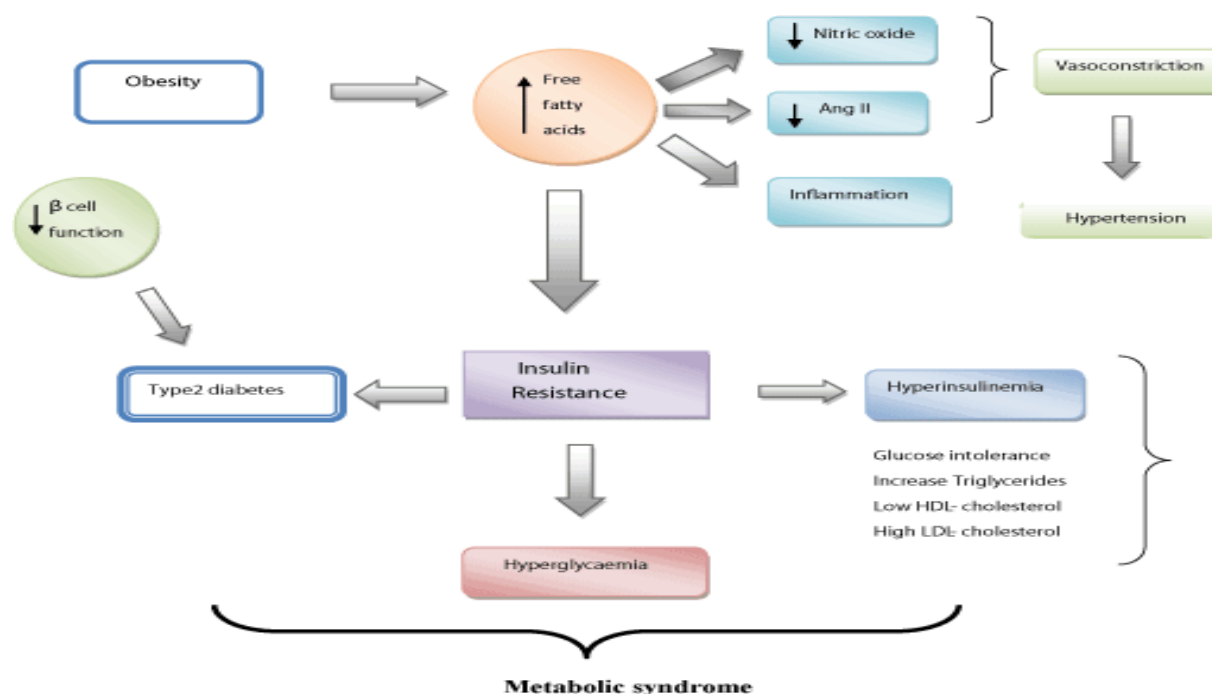 Obesity
Free
fatty
acids
Nitric oxide
Ang II
Inflammation
Vasoconstriction
Hypertension
β cell
function
Type2 diabetes
Insulin
Resistance
Hyperinsulinemia
Glucose intolerance
Increase Triglycerides
Low HDL- cholesterol
High LDL- cholesterol
Hyperglycaemia
Metabolic syndrome